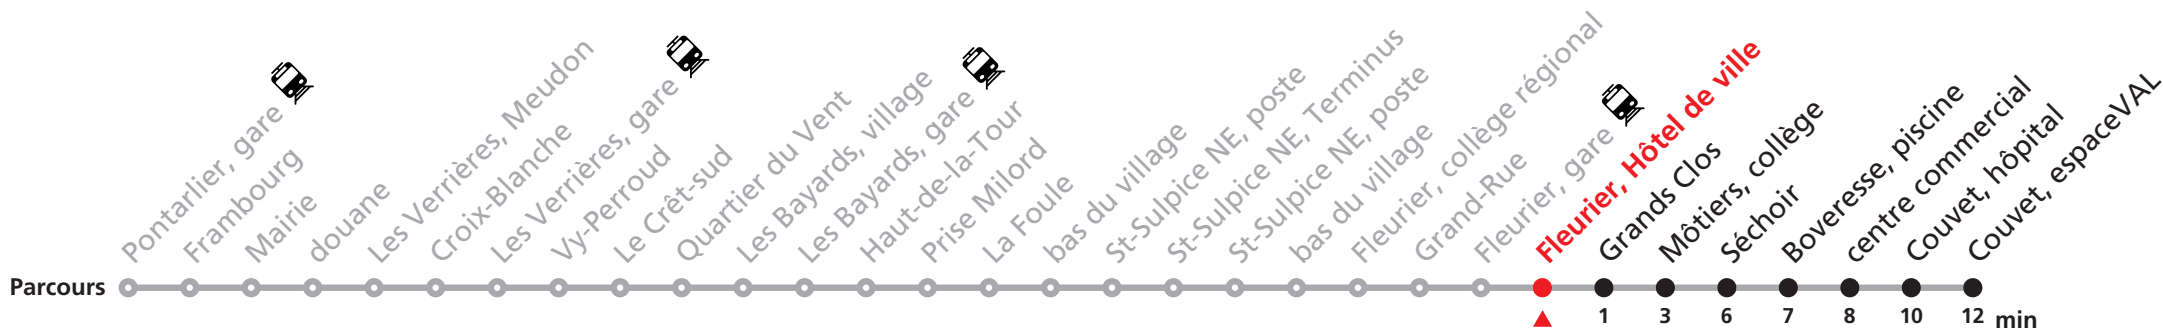 Pontarlier, gare
Frambourg
Mairie
douane
Les Verrières, Meudon
Croix-Blanche
Les Verrières, gare
Vy-Perroud
Le Crêt-sud
Quartier du Vent
Les Bayards, village
Les Bayards, gare
Haut-de-la-Tour
Prise Milord
La Foule
bas du village
St-Sulpice NE, poste
St-Sulpice NE, Terminus
St-Sulpice NE, poste
bas du village
Fleurier, collège régional
Grand-Rue
Fleurier, gare
Fleurier, Hôtel de ville
Grands Clos
Môtiers, collège
Séchoir
Boveresse, piscine
centre commercial
Couvet, hôpital
Couvet, espaceVAL
Parcours
1 3 6 7 8 10 12 min